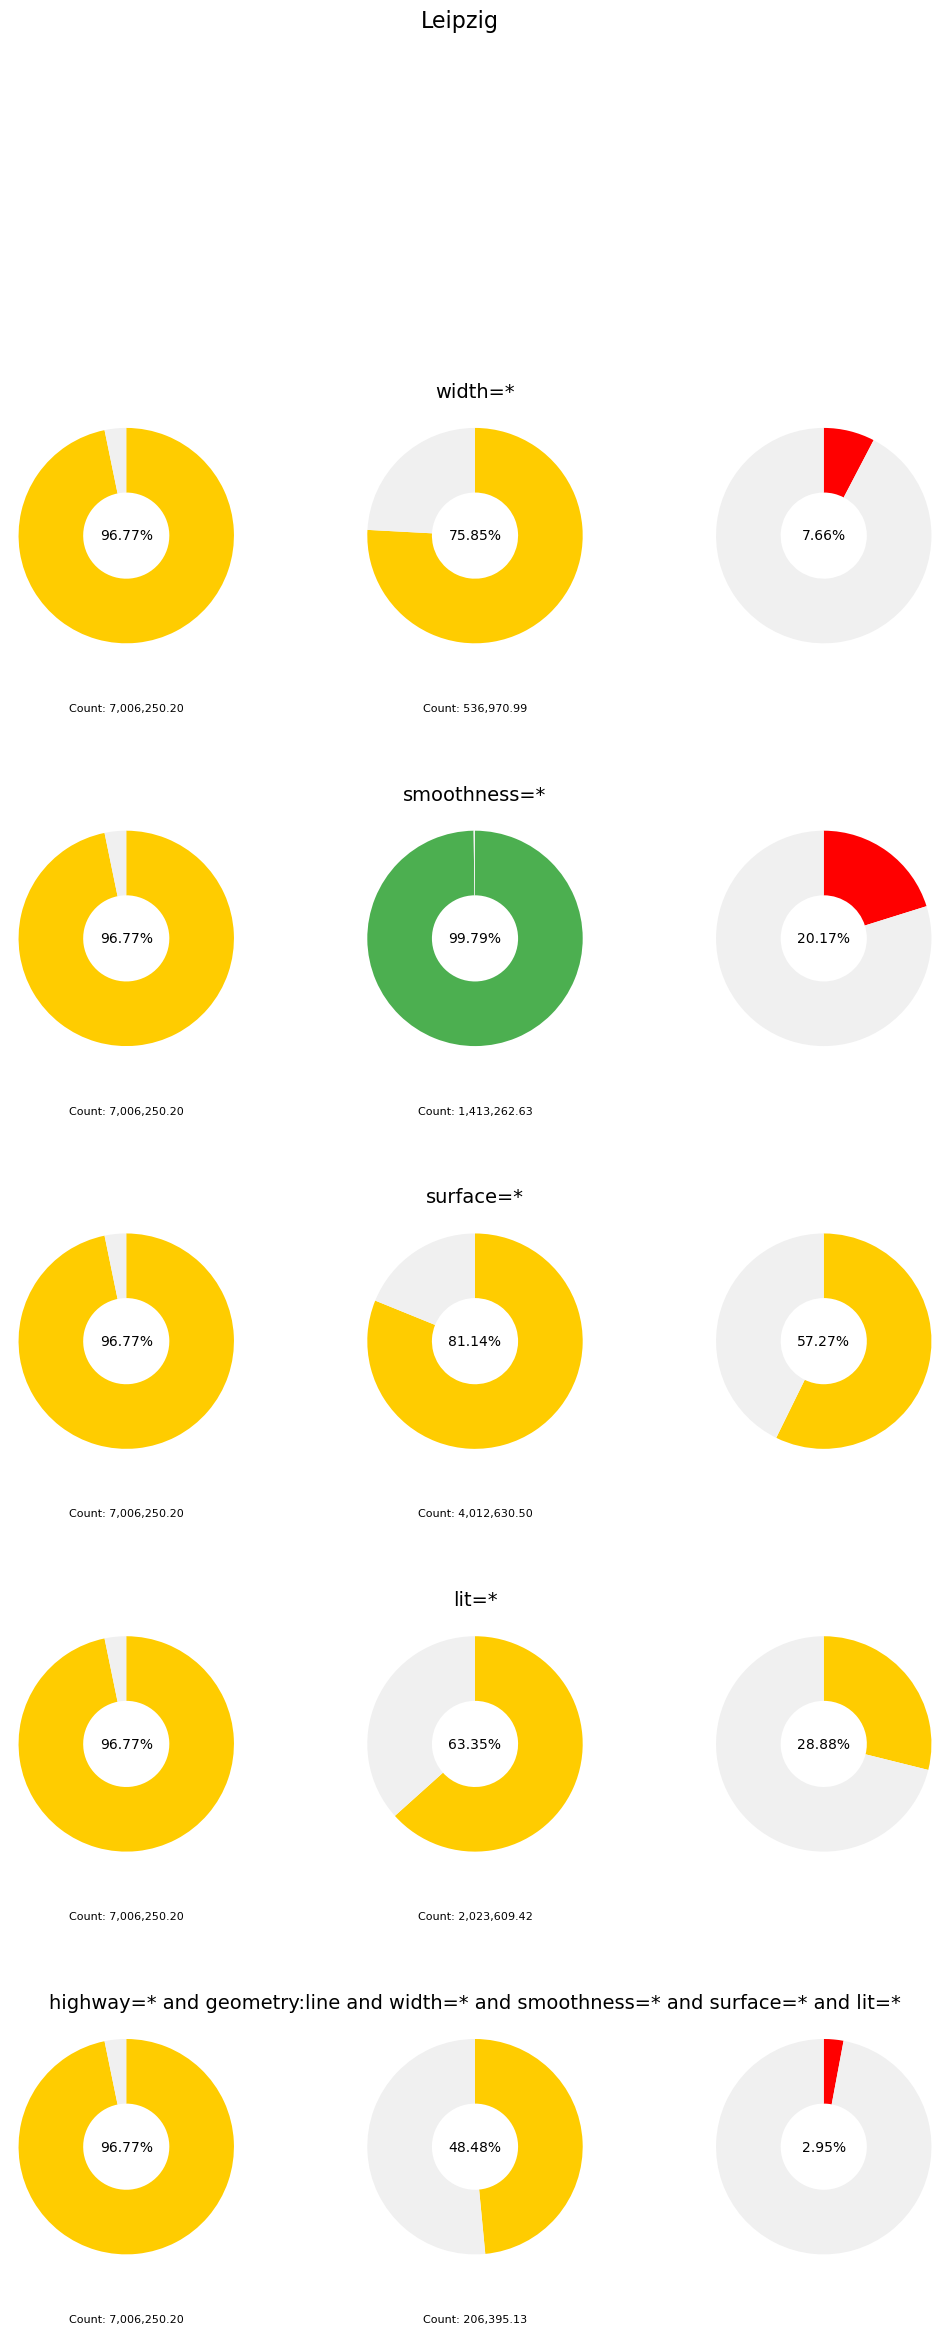 Leipzig
width=*
96.77%
75.85%
7.66%
Count: 7,006,250.20
Count: 536,970.99
smoothness=*
96.77%
99.79%
20.17%
Count: 7,006,250.20
Count: 1,413,262.63
surface=*
96.77%
81.14%
57.27%
Count: 7,006,250.20
Count: 4,012,630.50
lit=*
96.77%
63.35%
28.88%
Count: 7,006,250.20
Count: 2,023,609.42
highway=* and geometry:line and width=* and smoothness=* and surface=* and lit=*
96.77%
48.48%
2.95%
Count: 7,006,250.20
Count: 206,395.13